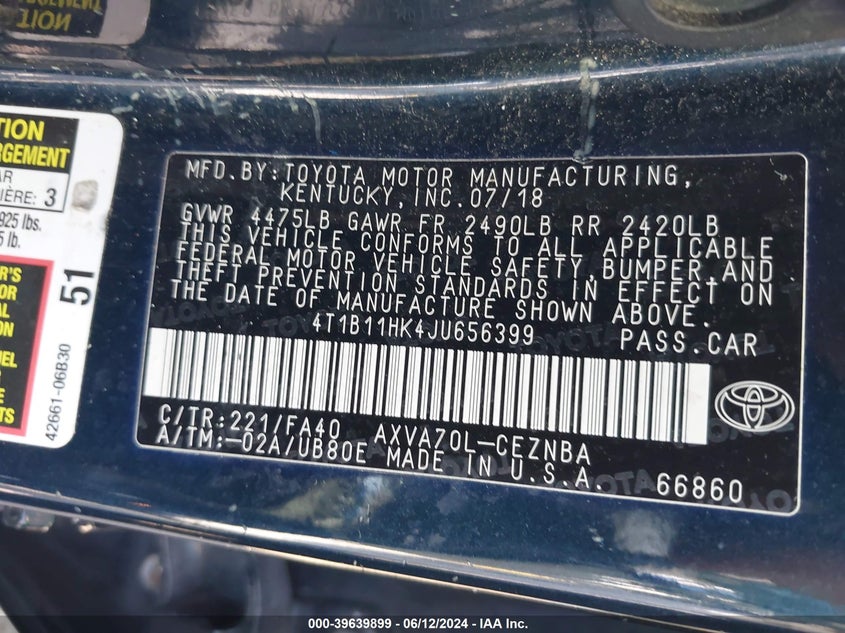 TION
RGEMENT
AR
IÈRE: 3
925 lbs.
5 lb.
51
42661-06B30
MFD.BY:TOYOTA MOTOR MANUFACTURING,
KENTUCKY, INC.07/18
GVWR 4475LB GAWR FR 2490LB RR 2420LB
THIS VEHICLE CONFORMS TO ALL APPLICABLE
FEDERAL MOTOR VEHICLE SAFETY,BUMPER,AND
THEFT PREVENTION STANDARDS IN EFFECT ON
THE DATE OF MANUFACTURE SHOWN ABOVE.
4T1B11HK4JU656399 PASS.CAR
C/TR:221/FA40 AXVA70L-CEZNBA
A/TM:-02A/UB80E MADE IN U.S.A. 66860
000-39639899 - 06/12/2024 - IAA Inc.